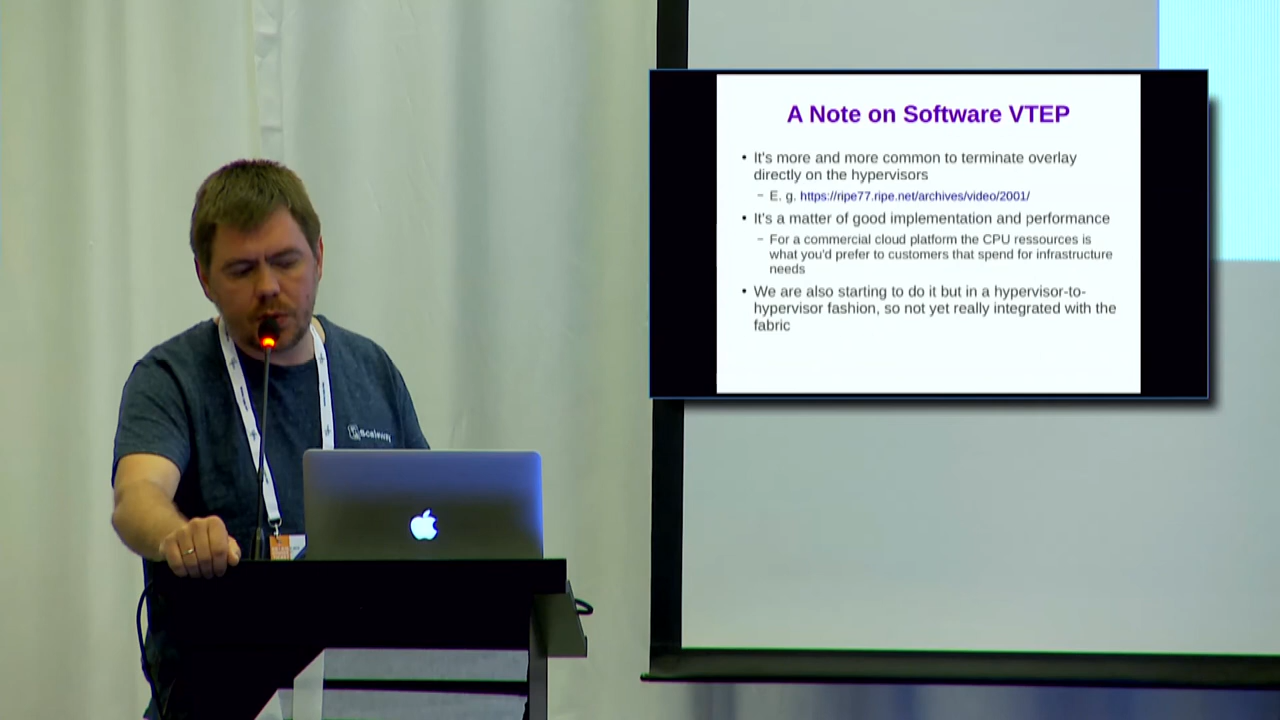 A Note on Software VTEP
• It's more and more common to terminate overlay
directly on the hypervisors
– E. g. https://ripe77.ripe.net/archives/video/2001/
• It's a matter of good implementation and performance
– For a commercial cloud platform the CPU ressources is
what you'd prefer to customers that spend for infrastructure
needs
• We are also starting to do it but in a hypervisor-to-
hypervisor fashion, so not yet really integrated with the
fabric
Scaleway